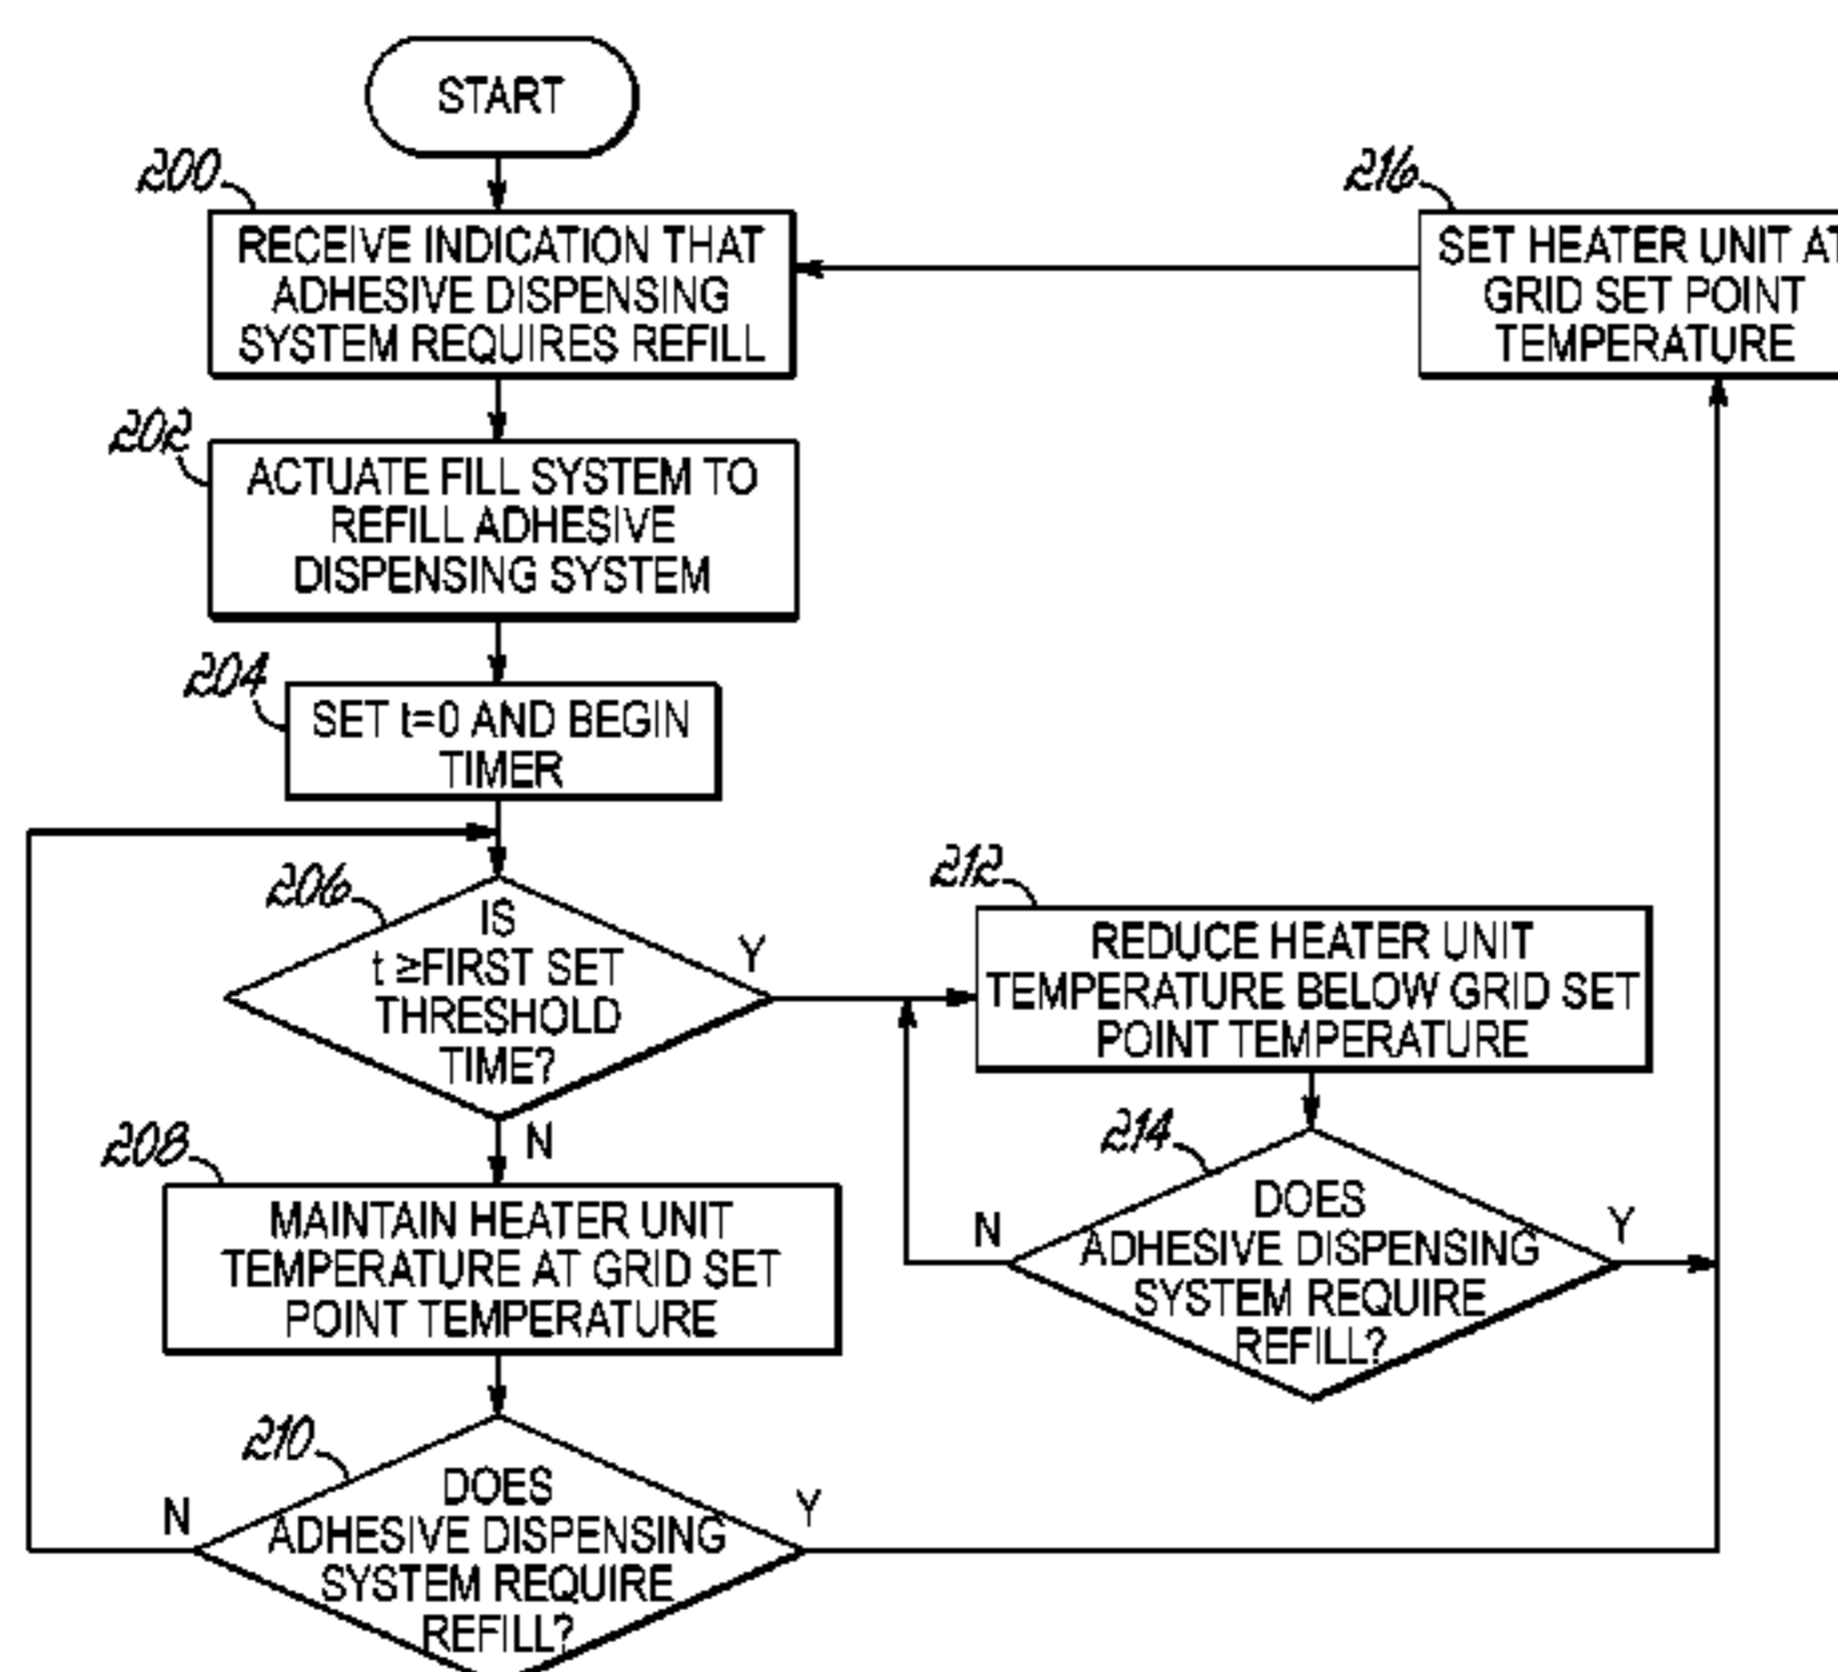 START
200
RECEIVE INDICATION THAT
ADHESIVE DISPENSING
SYSTEM REQUIRES REFILL
216
SET HEATER UNIT AT
GRID SET POINT
TEMPERATURE
202
ACTUATE FILL SYSTEM TO
REFILL ADHESIVE
DISPENSING SYSTEM
204
SET t=0 AND BEGIN
TIMER
206
IS
t ≥FIRST SET
THRESHOLD
TIME?
Y
N
212
REDUCE HEATER UNIT
TEMPERATURE BELOW GRID SET
POINT TEMPERATURE
208
MAINTAIN HEATER UNIT
TEMPERATURE AT GRID SET
POINT TEMPERATURE
214
DOES
ADHESIVE DISPENSING
SYSTEM REQUIRE
REFILL?
N
Y
210
DOES
ADHESIVE DISPENSING
SYSTEM REQUIRE
REFILL?
N
Y